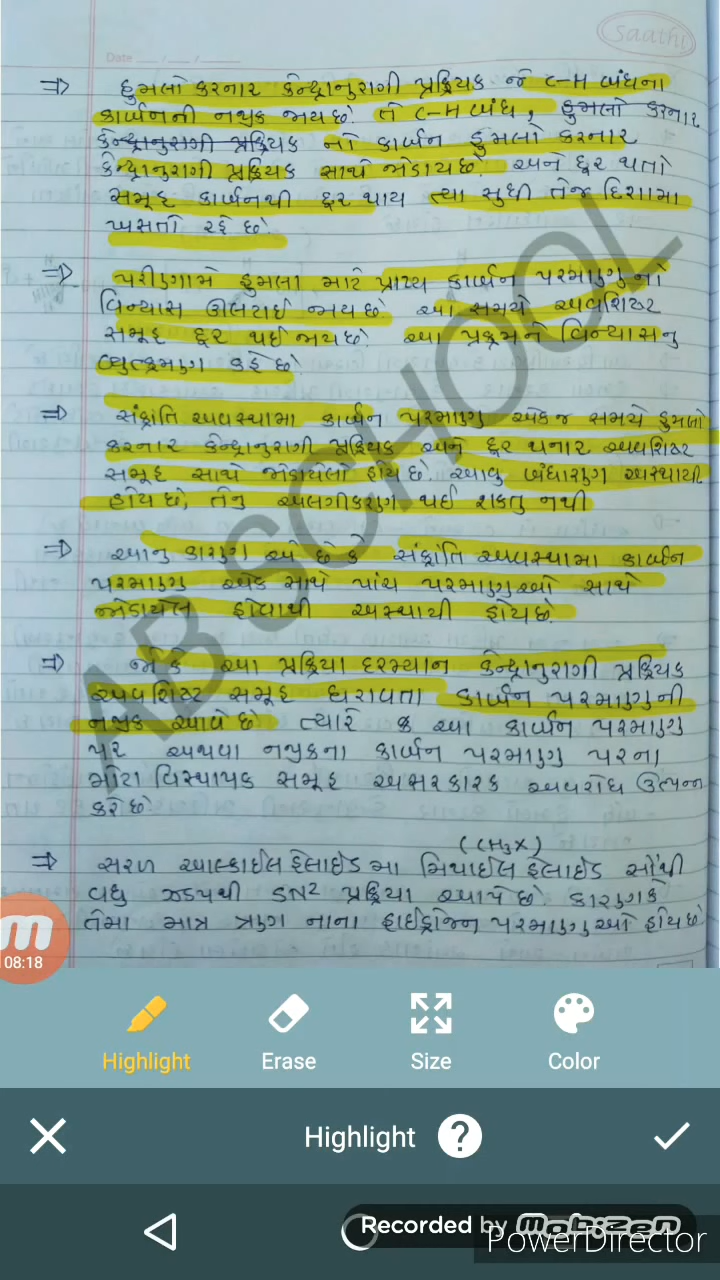 saathi
Date
⇒ હુમલો કરનાર કેન્દ્રાનુરાગી પ્રક્રિયક જે C-H બંધના
કાર્બનની નજીક જાય છે. તે C-H બંધ, હુમલો કરનાર
કેન્દ્રાનુરાગી પ્રક્રિયક નો કાર્બન હુમલો કરનાર
કેન્દ્રાનુરાગી પ્રક્રિયક સાથે જોડાય છે અને દૂર થતો
સમૂહ કાર્બનથી દૂર થાય ત્યા સુધી તેજ દિશામા
ખસતો રહે છે.
⇒ પરીણામે હુમલા માટે પ્રાપ્ય કાર્બન પરમાણુનો
વિન્યાસ ઊલટાઈ જાય છે. આ સમયે અવશિષ્ટ
સમૂહ દૂર થઈ જાય છે. આ પ્રક્રમને વિન્યાસનુ
વ્યુત્ક્રમણ કહે છે.
⇒ સંક્રાંતિ અવસ્થામા કાર્બન પરમાણુ એકજ સમયે હુમલો
કરનાર કેન્દ્રાનુરાગી પ્રક્રિયક અને દૂર થનાર અવશિષ્ટ
સમૂહ સાથે જોડાયેલો હોય છે. આવુ બંધારણ અસ્થાયી
હોય છે, તેનુ અલગીકરણ થઈ શકતુ નથી
⇒ આનુ કારણ એ છે કે સંક્રાંતિ અવસ્થામા કાર્બન
પરમાણુ એક સાથે પાંચ પરમાણુઓ સાથે
જોડાયેલ હોવાથી અસ્થાયી હોય છે.
⇒ જો કે આ પ્રક્રિયા દરમ્યાન કેન્દ્રાનુરાગી પ્રક્રિયક
અવશિષ્ટ સમૂહ ધરાવતા કાર્બન પરમાણુની
નજીક આવે છે. ત્યારે આ કાર્બન પરમાણુ
પર અથવા નજીકના કાર્બન પરમાણુ પરના
મોટા વિસ્થાપક સમૂહ અસરકારક અવરોધ ઉત્પન્ન
કરે છે
(CH₃X)
⇒ સરળ આલ્કાઈલ હેલાઈડ મા મિથાઈલ હેલાઈડ સૌથી
વધુ ઝડપથી SN² પ્રક્રિયા આપે છે. કારણકે
તેમા માત્ર ત્રણ નાના હાઈડ્રોજન પરમાણુઓ હોય છે.
AB SCHOOL
m
08:18
Highlight Erase Size Color
Highlight ?
Recorded by mobizen
PowerDirector